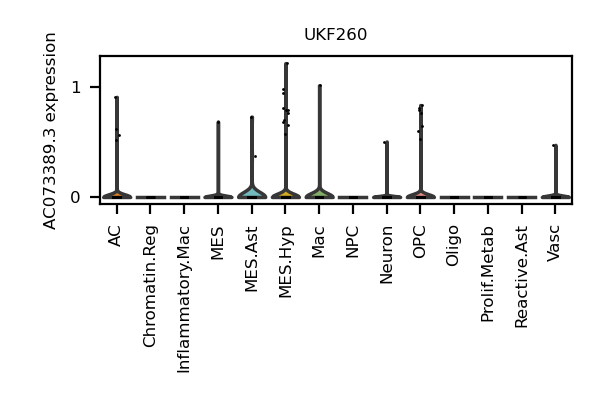 UKF260
AC073389.3 expression
1
0
AC
Chromatin.Reg
Inflammatory.Mac
MES
MES.Ast
MES.Hyp
Mac
NPC
Neuron
OPC
Oligo
Prolif.Metab
Reactive.Ast
Vasc